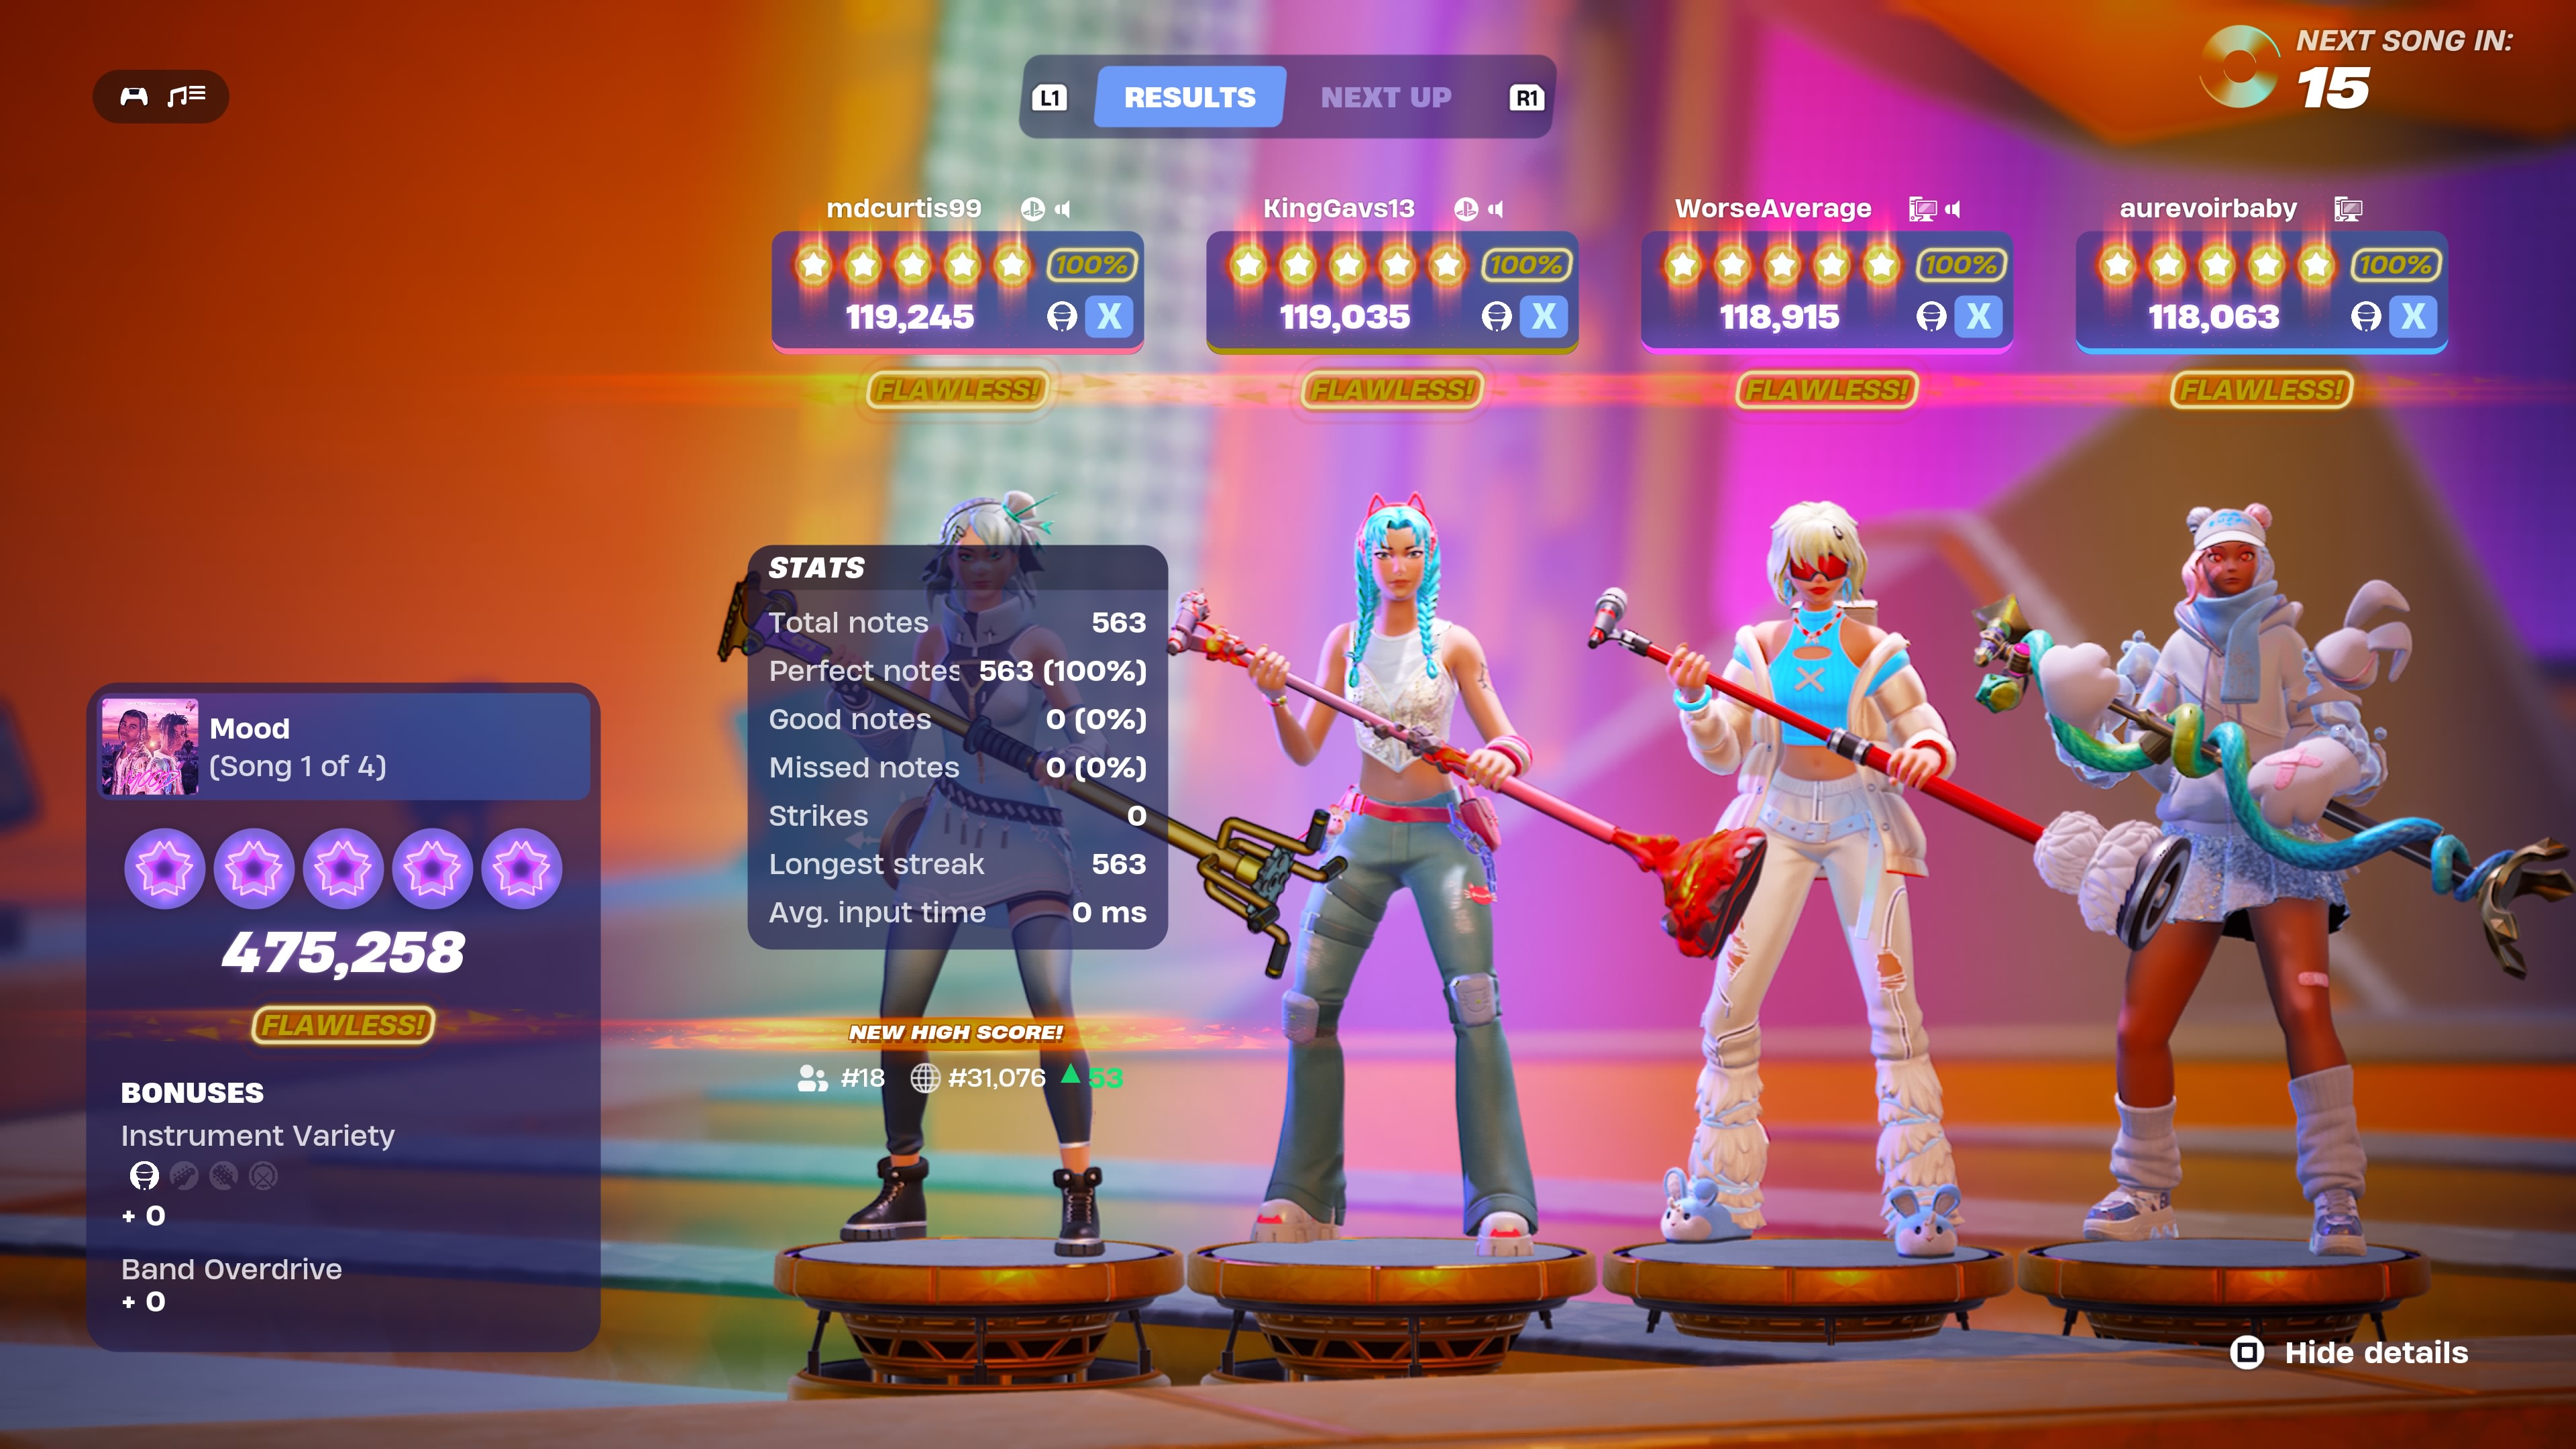 NEXT SONG IN:
15
L1 RESULTS NEXT UP R1
mdcurtis99
100%
119,245
X
FLAWLESS!
KingGavs13
100%
119,035
X
FLAWLESS!
WorseAverage
100%
118,915
X
FLAWLESS!
aurevoirbaby
100%
118,063
X
FLAWLESS!
STATS
Total notes 563
Perfect notes 563 (100%)
Good notes 0 (0%)
Missed notes 0 (0%)
Strikes 0
Longest streak 563
Avg. input time 0 ms
NEW HIGH SCORE!
#18 #31,076 53
Mood
(Song 1 of 4)
475,258
FLAWLESS!
BONUSES
Instrument Variety
+ 0
Band Overdrive
+ 0
Hide details